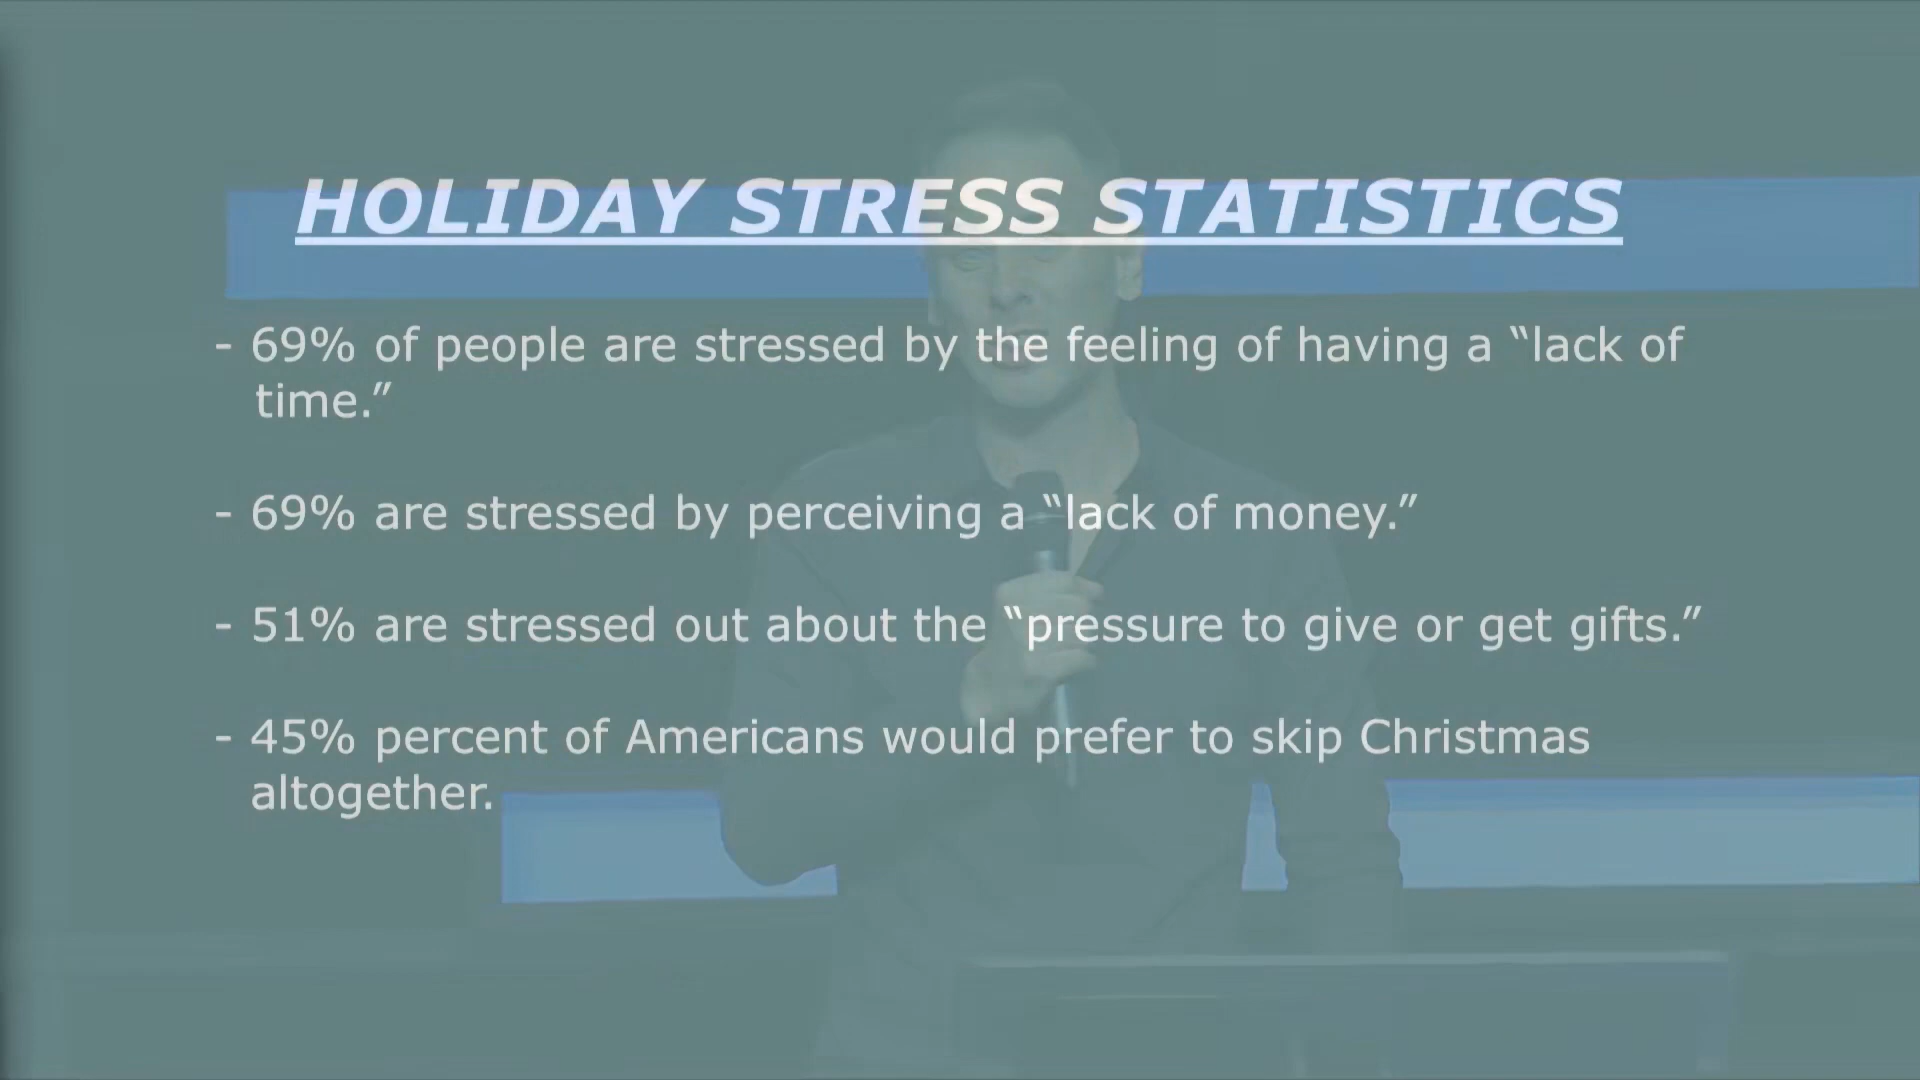 HOLIDAY STRESS STATISTICS
- 69% of people are stressed by the feeling of having a “lack of
time.”
- 69% are stressed by perceiving a “lack of money.”
- 51% are stressed out about the “pressure to give or get gifts.”
- 45% percent of Americans would prefer to skip Christmas
altogether.